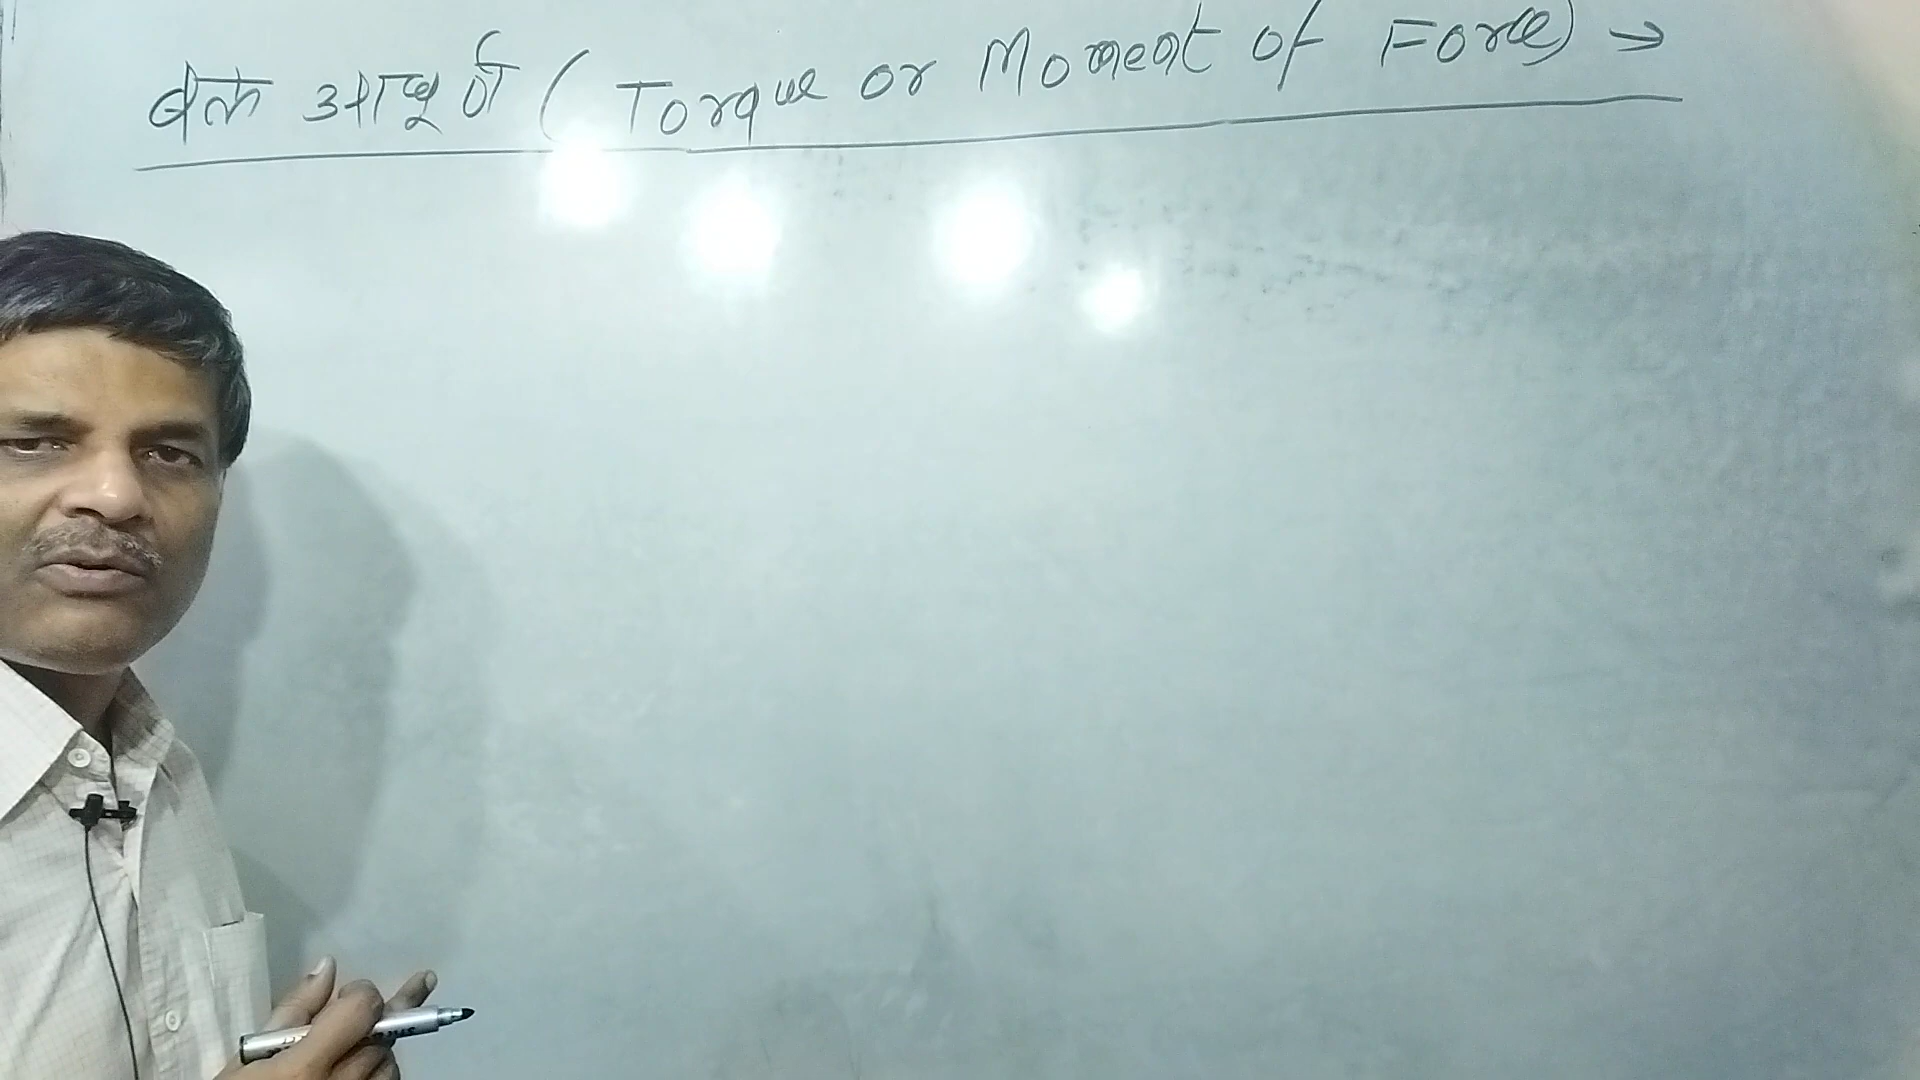 बल आघूर्ण ( Torque or Moment of Force) →